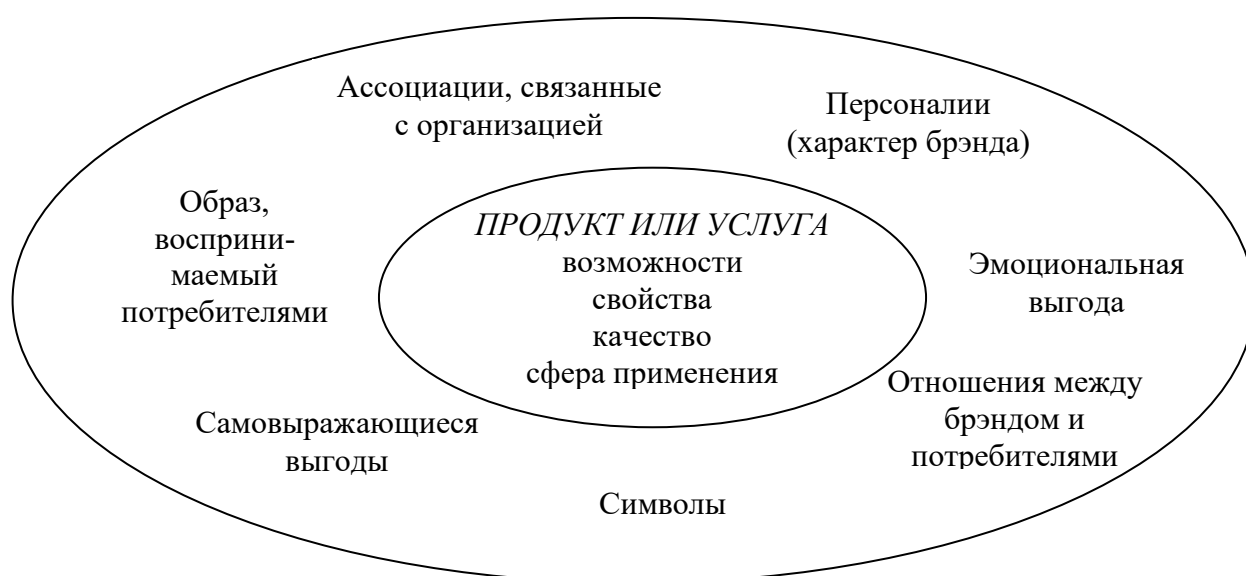 Ассоциации, связанные
с организацией
Персоналии
(характер брэнда)
Образ,
восприни-
маемый
потребителями
ПРОДУКТ ИЛИ УСЛУГА
возможности
свойства
качество
сфера применения
Эмоциональная
выгода
Отношения между
брэндом и
потребителями
Самовыражающиеся
выгоды
Символы